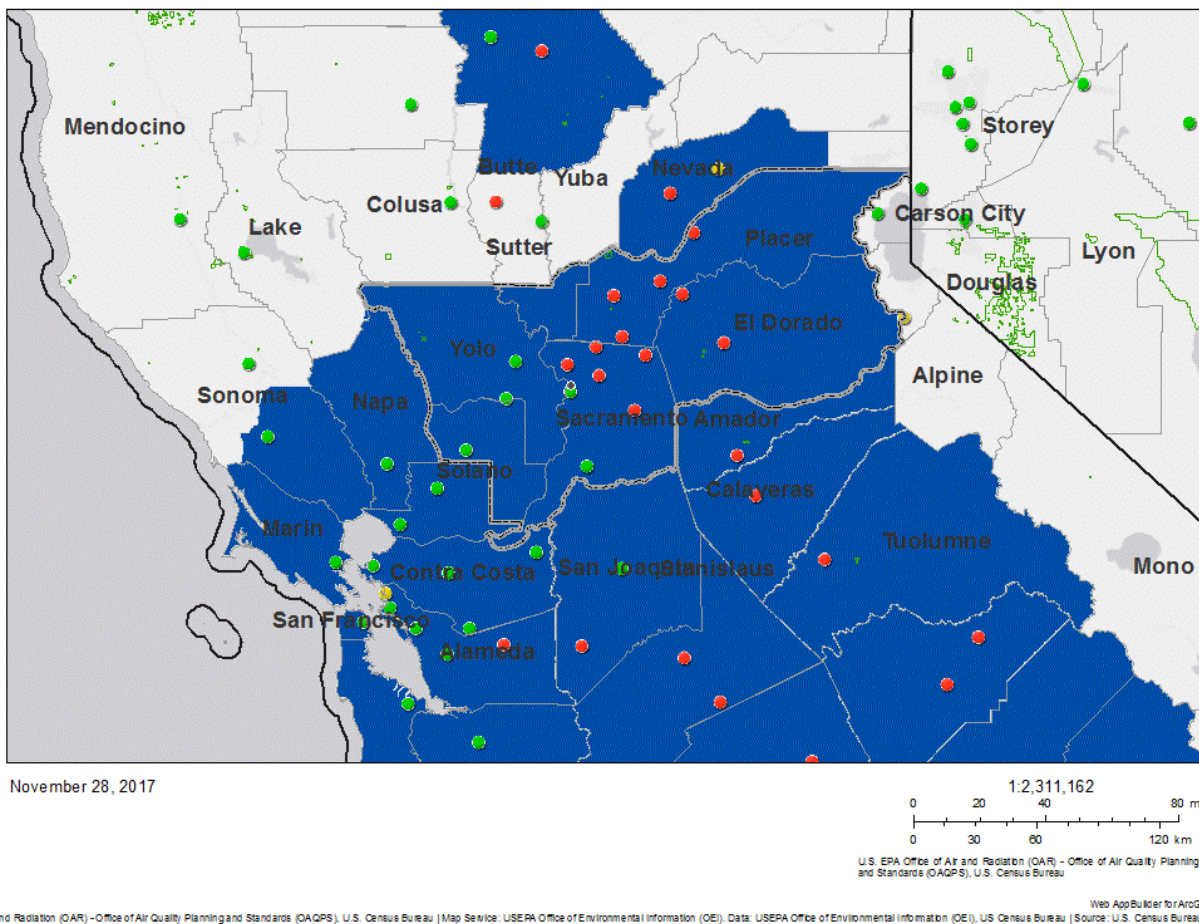 Mendocino
Storey
Butte
Nevada
Yuba
Colusa
Lake
Carson City
Sutter
Placer
Lyon
Douglas
El Dorado
Yolo
Alpine
Sonoma
Napa
Sacramento Amador
Solano
Calaveras
Marin
Tuolumne
Contra Costa
San Joaquin
Stanislaus
Mono
San Francisco
Alameda
November 28, 2017
1:2,311,162
0 20 40 80 m
0 30 60 120 km
U.S. EPA Office of Air and Radiation (OAR) - Office of Air Quality Planning
and Standards (OAQPS), U.S. Census Bureau
Web AppBuilder for ArcG
nd Radiation (OAR) - Office of Air Quality Planning and Standards (OAQPS), U.S. Census Bureau | Map Service: USEPA Office of Environmental Information (OEI). Data: USEPA Office of Environmental Information (OEI), US Census Bureau | Source: U.S. Census Bureau